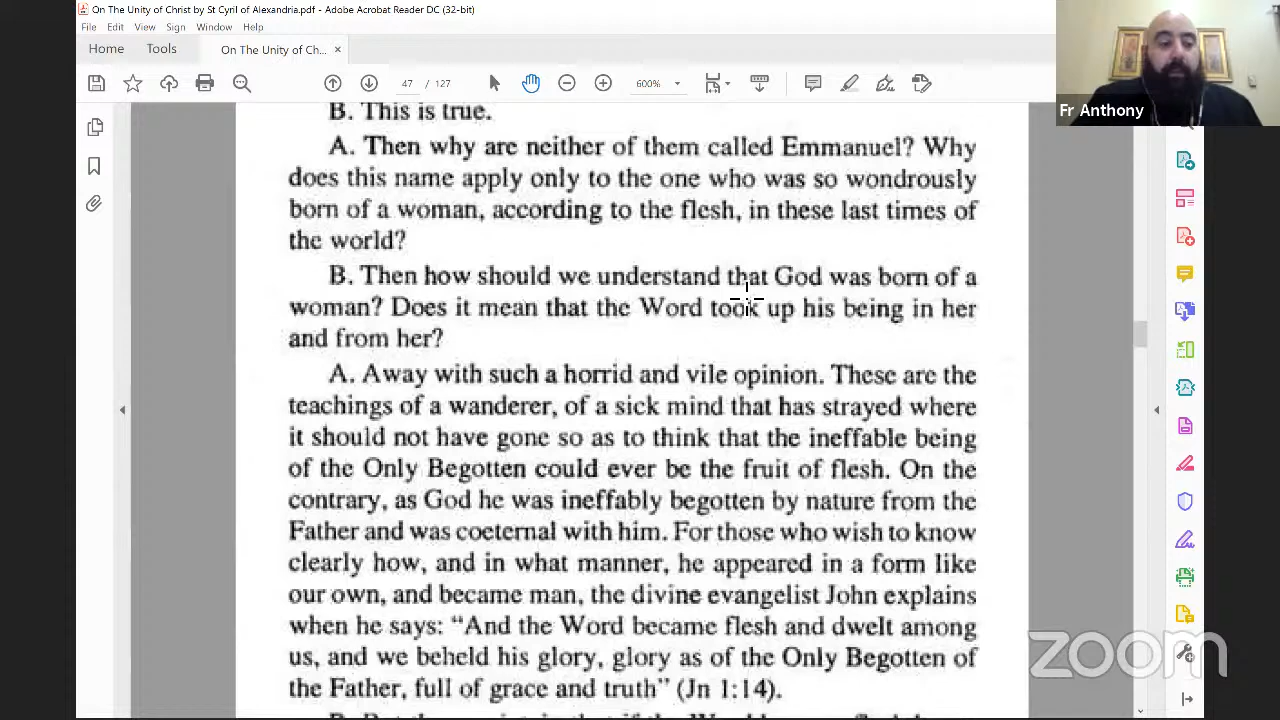 On The Unity of Christ by St Cyril of Alexandria.pdf - Adobe Acrobat Reader DC (32-bit)
File Edit View Sign Window Help
Home Tools On The Unity of Ch... ×
47 / 127 600%
Fr Anthony
B. This is true.
A. Then why are neither of them called Emmanuel? Why
does this name apply only to the one who was so wondrously
born of a woman, according to the flesh, in these last times of
the world?
B. Then how should we understand that God was born of a
woman? Does it mean that the Word took up his being in her
and from her?
A. Away with such a horrid and vile opinion. These are the
teachings of a wanderer, of a sick mind that has strayed where
it should not have gone so as to think that the ineffable being
of the Only Begotten could ever be the fruit of flesh. On the
contrary, as God he was ineffably begotten by nature from the
Father and was coeternal with him. For those who wish to know
clearly how, and in what manner, he appeared in a form like
our own, and became man, the divine evangelist John explains
when he says: “And the Word became flesh and dwelt among
us, and we beheld his glory, glory as of the Only Begotten of
the Father, full of grace and truth” (Jn 1:14).
zoom